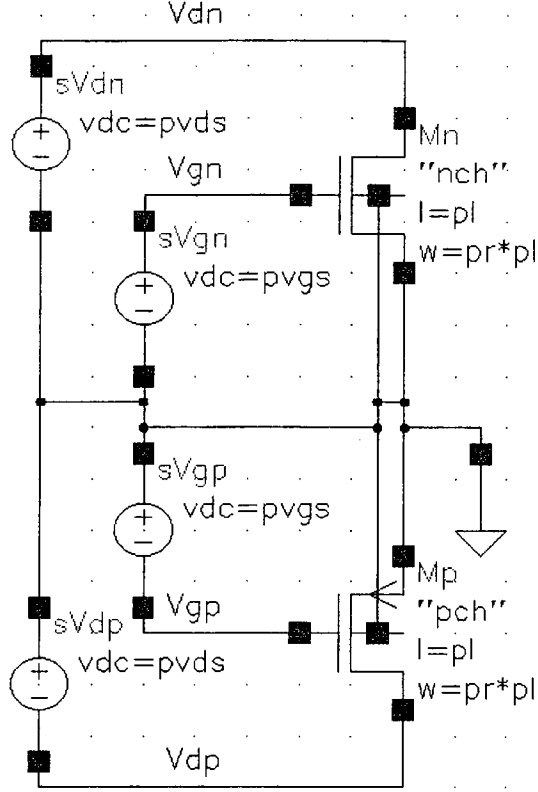 Vdn
sVdn
vdc=pvds
Vgn
Mn
"nch"
l=pl
w=pr*pl
sVgn
vdc=pvgs
sVgp
vdc=pvgs
Vgp
Mp
"pch"
l=pl
w=pr*pl
sVdp
vdc=pvds
Vdp